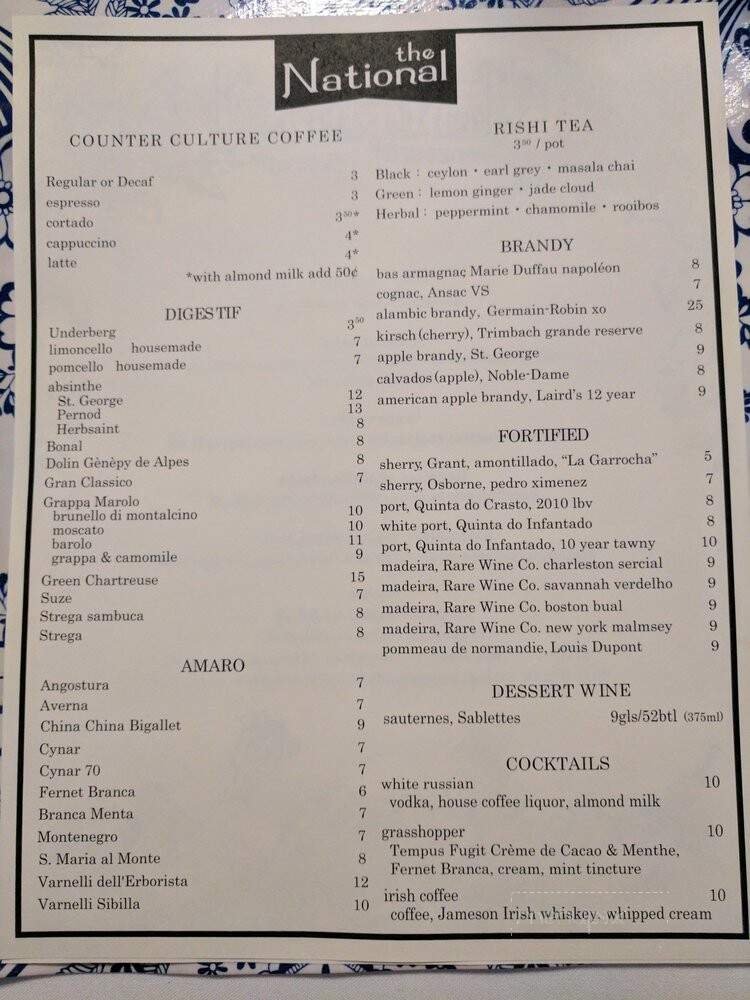 the
National
COUNTER CULTURE COFFEE
Regular or Decaf 3
espresso 3
cortado 3⁵⁰*
cappuccino 4*
latte 4*
*with almond milk add 50¢
DIGESTIF
Underberg 3⁵⁰
limoncello housemade 7
pomcello housemade 7
absinthe
St. George 12
Pernod 13
Herbsaint 8
Bonal 8
Dolin Gènèpy de Alpes 8
Gran Classico 7
Grappa Marolo
brunello di montalcino 10
moscato 10
barolo 11
grappa & camomile 9
Green Chartreuse 15
Suze 7
Strega sambuca 8
Strega 8
AMARO
Angostura 7
Averna 7
China China Bigallet 9
Cynar 7
Cynar 70 7
Fernet Branca 6
Branca Menta 7
Montenegro 7
S. Maria al Monte 8
Varnelli dell'Erborista 12
Varnelli Sibilla 10
RISHI TEA
3⁵⁰ / pot
Black : ceylon • earl grey • masala chai
Green : lemon ginger • jade cloud
Herbal : peppermint • chamomile • rooibos
BRANDY
bas armagnac Marie Duffau napoléon 8
cognac, Ansac VS 7
alambic brandy, Germain-Robin xo 25
kirsch (cherry), Trimbach grande reserve 8
apple brandy, St. George 9
calvados (apple), Noble-Dame 8
american apple brandy, Laird's 12 year 9
FORTIFIED
sherry, Grant, amontillado, "La Garrocha" 5
sherry, Osborne, pedro ximenez 7
port, Quinta do Crasto, 2010 lbv 8
white port, Quinta do Infantado 8
port, Quinta do Infantado, 10 year tawny 10
madeira, Rare Wine Co. charleston sercial 9
madeira, Rare Wine Co. savannah verdelho 9
madeira, Rare Wine Co. boston bual 9
madeira, Rare Wine Co. new york malmsey 9
pommeau de normandie, Louis Dupont 9
DESSERT WINE
sauternes, Sablettes 9gls/52btl (375ml)
COCKTAILS
white russian 10
vodka, house coffee liquor, almond milk
grasshopper 10
Tempus Fugit Crème de Cacao & Menthe,
Fernet Branca, cream, mint tincture
irish coffee 10
coffee, Jameson Irish whiskey, whipped cream